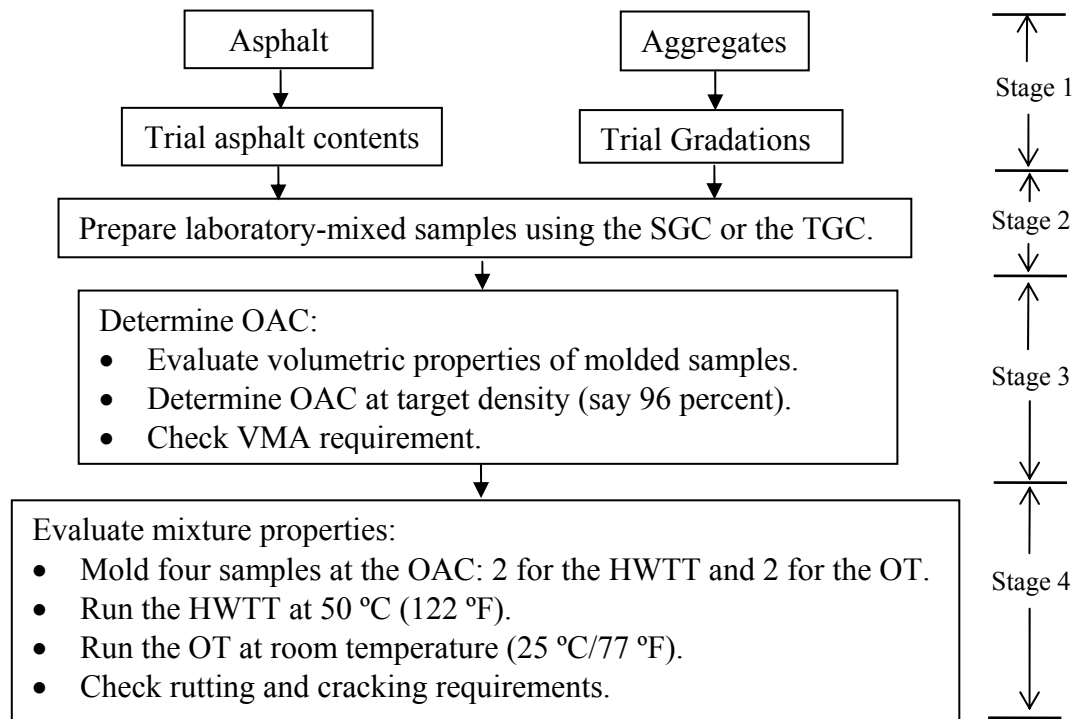 Asphalt
Aggregates
Stage 1
Trial asphalt contents
Trial Gradations
Prepare laboratory-mixed samples using the SGC or the TGC.
Stage 2
Determine OAC:
• Evaluate volumetric properties of molded samples.
• Determine OAC at target density (say 96 percent).
• Check VMA requirement.
Stage 3
Evaluate mixture properties:
• Mold four samples at the OAC: 2 for the HWTT and 2 for the OT.
• Run the HWTT at 50 ºC (122 ºF).
• Run the OT at room temperature (25 ºC/77 ºF).
• Check rutting and cracking requirements.
Stage 4